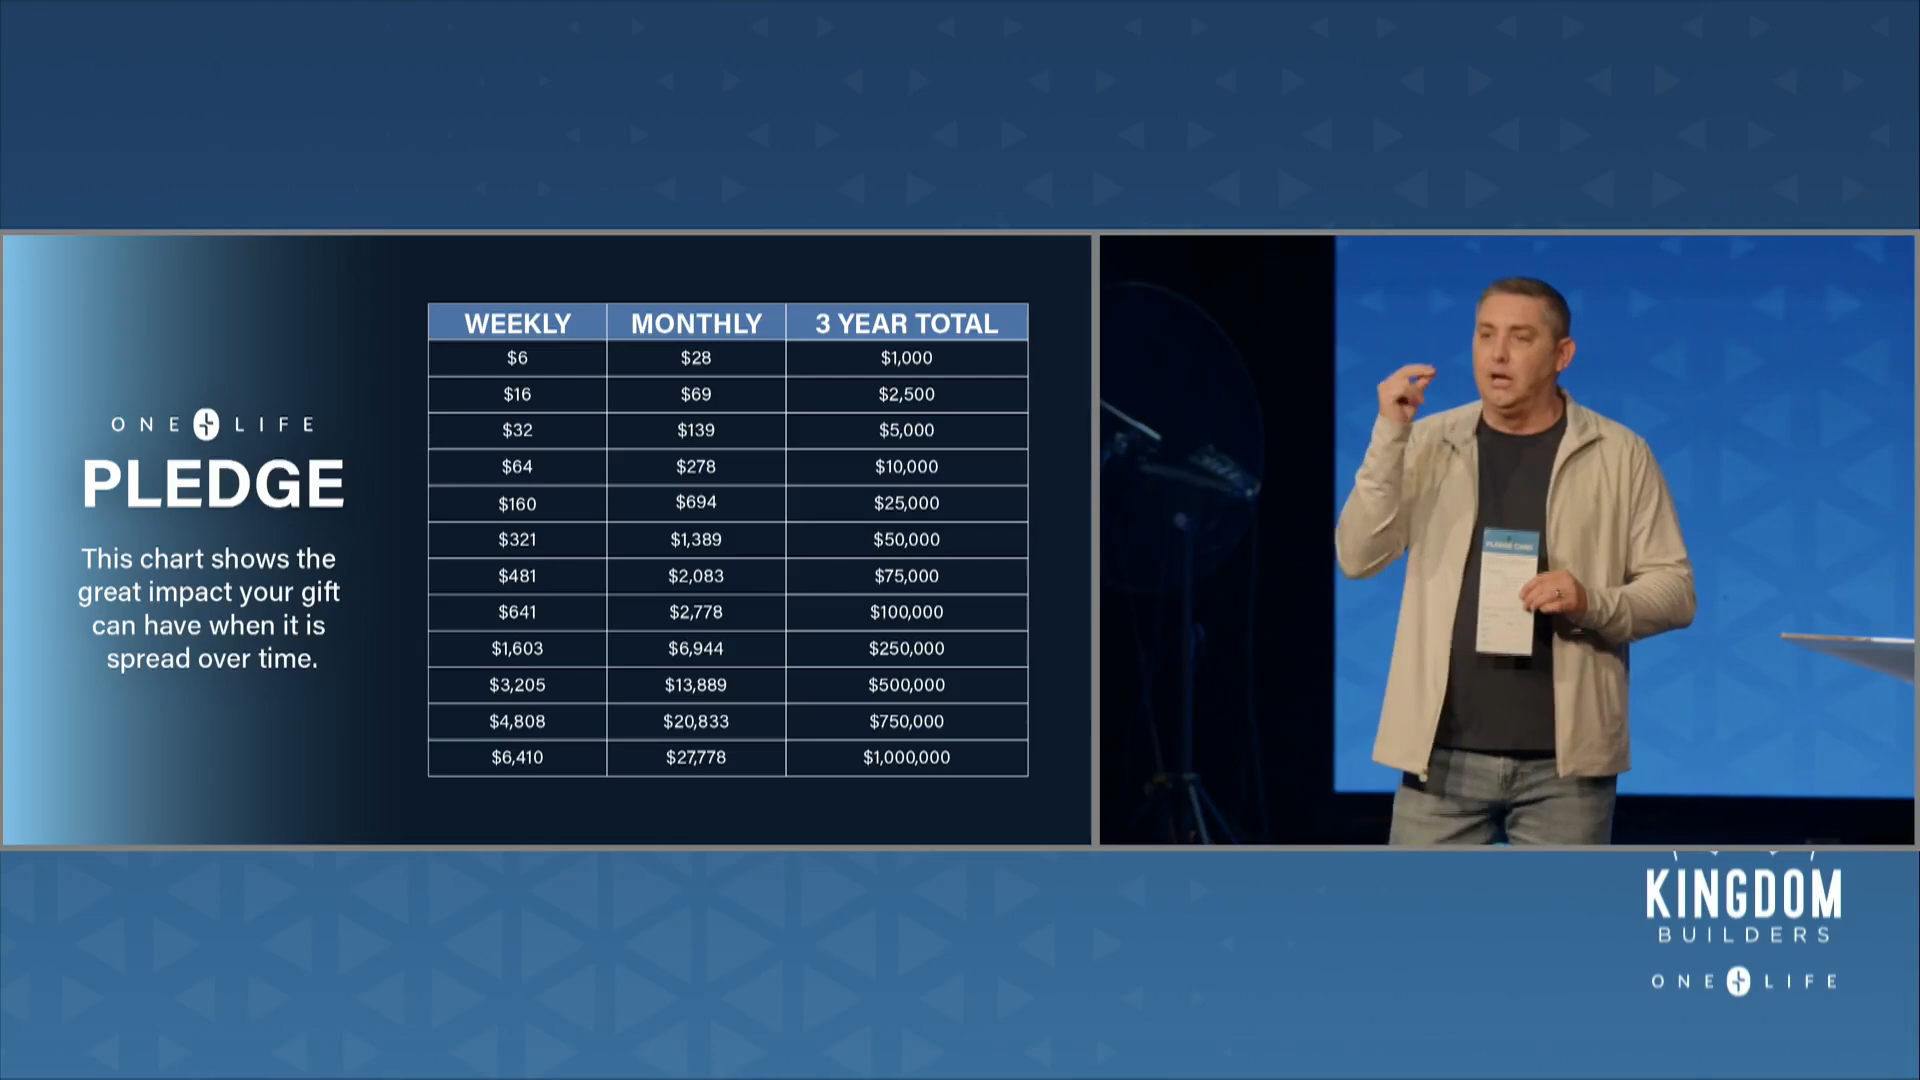 ONE LIFE
PLEDGE
This chart shows the
great impact your gift
can have when it is
spread over time.
WEEKLY MONTHLY 3 YEAR TOTAL
$6 $28 $1,000
$16 $69 $2,500
$32 $139 $5,000
$64 $278 $10,000
$160 $694 $25,000
$321 $1,389 $50,000
$481 $2,083 $75,000
$641 $2,778 $100,000
$1,603 $6,944 $250,000
$3,205 $13,889 $500,000
$4,808 $20,833 $750,000
$6,410 $27,778 $1,000,000
PLEDGE CARD
KINGDOM
BUILDERS
ONE LIFE